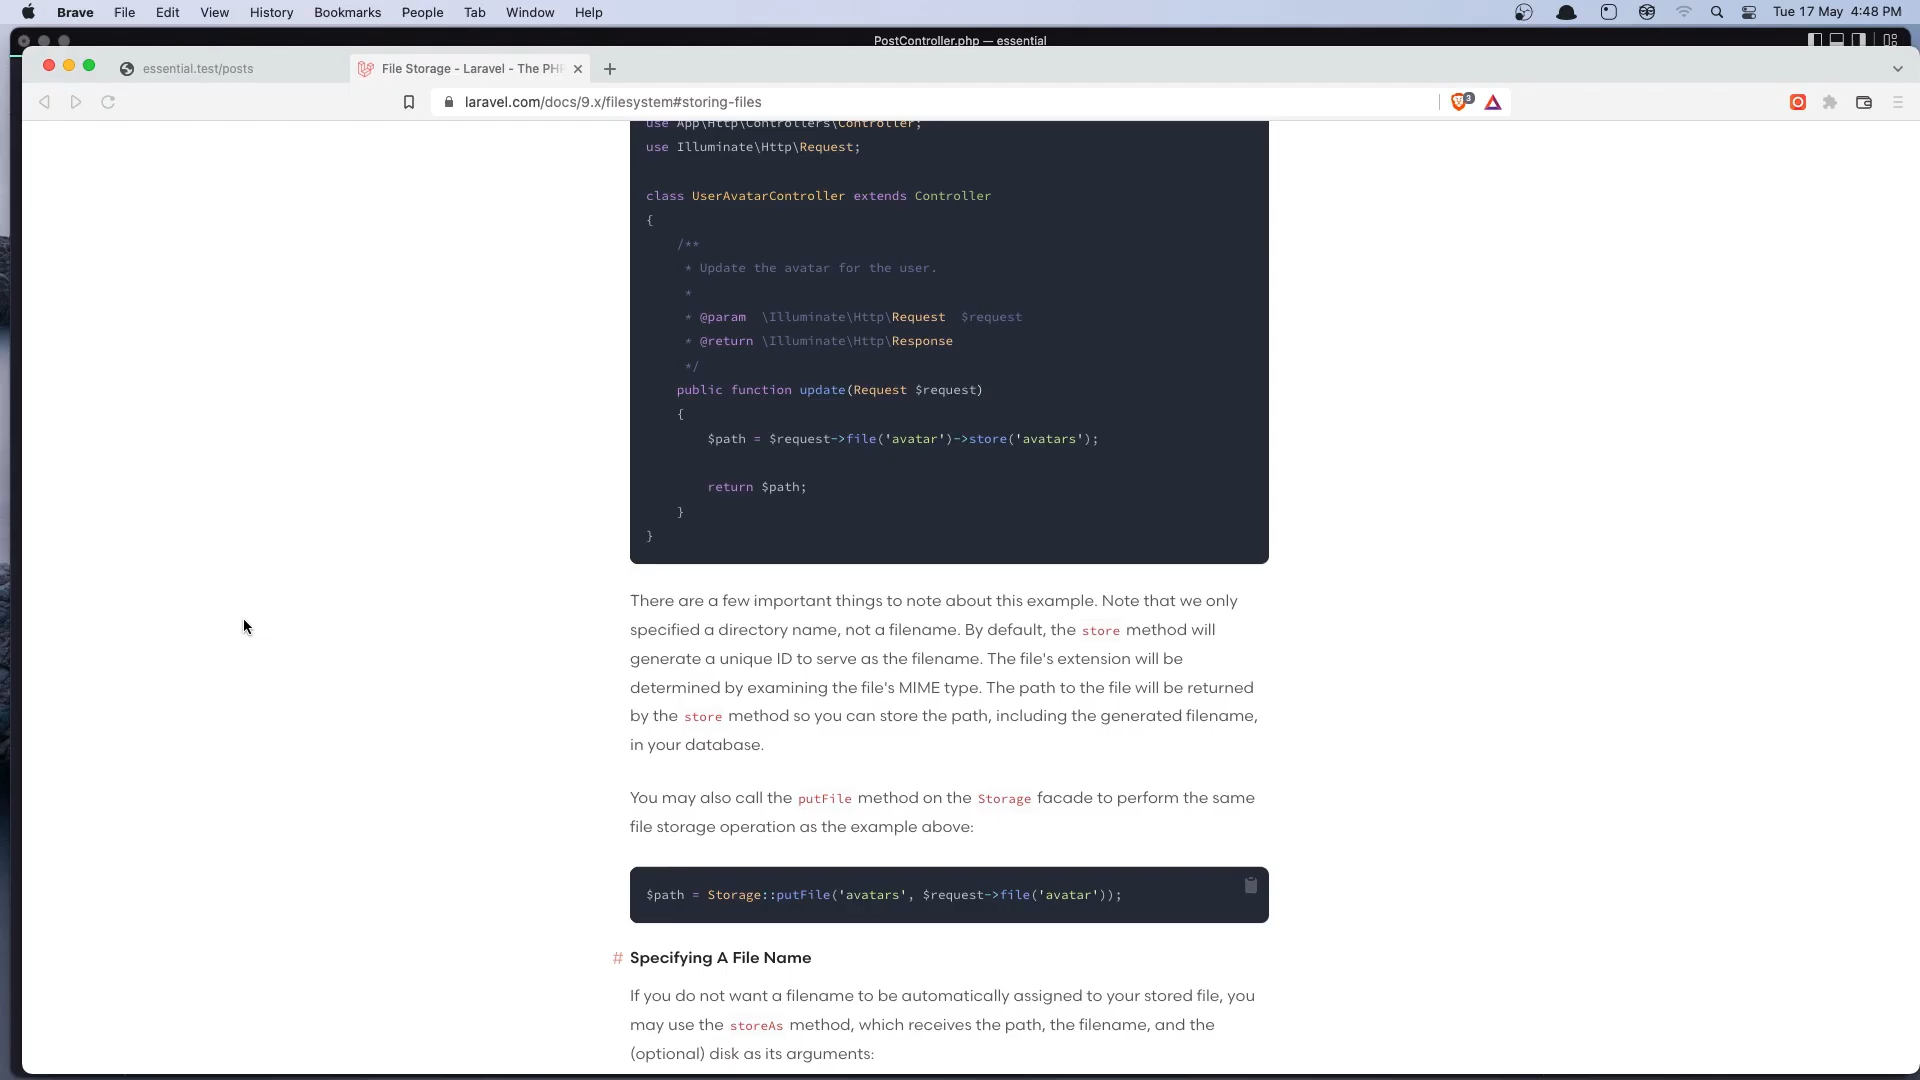 Brave File Edit View History Bookmarks People Tab Window Help Tue 17 May 4:48 PM
PostController.php — essential
essential.test/posts File Storage - Laravel - The PH
laravel.com/docs/9.x/filesystem#storing-files 3
use App\Http\Controllers\Controller;
use Illuminate\Http\Request;
class UserAvatarController extends Controller
{
/**
* Update the avatar for the user.
*
* @param \Illuminate\Http\Request $request
* @return \Illuminate\Http\Response
*/
public function update(Request $request)
{
$path = $request->file('avatar')->store('avatars');
return $path;
}
}
There are a few important things to note about this example. Note that we only
specified a directory name, not a filename. By default, the store method will
generate a unique ID to serve as the filename. The file's extension will be
determined by examining the file's MIME type. The path to the file will be returned
by the store method so you can store the path, including the generated filename,
in your database.
You may also call the putFile method on the Storage facade to perform the same
file storage operation as the example above:
$path = Storage::putFile('avatars', $request->file('avatar'));
# Specifying A File Name
If you do not want a filename to be automatically assigned to your stored file, you
may use the storeAs method, which receives the path, the filename, and the
(optional) disk as its arguments: